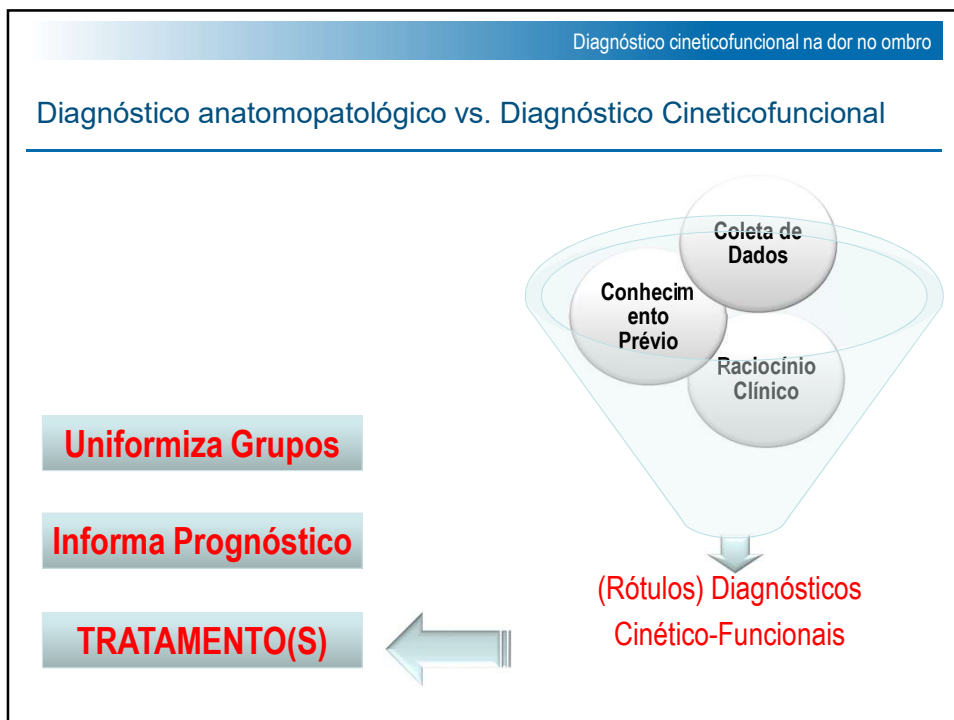 Diagnóstico cineticofuncional na dor no ombro
Diagnóstico anatomopatológico vs. Diagnóstico Cineticofuncional
Coleta de
Dados
Conhecim
ento
Prévio
Raciocínio
Clínico
Uniformiza Grupos
Informa Prognóstico
TRATAMENTO(S)
(Rótulos) Diagnósticos
Cinético-Funcionais